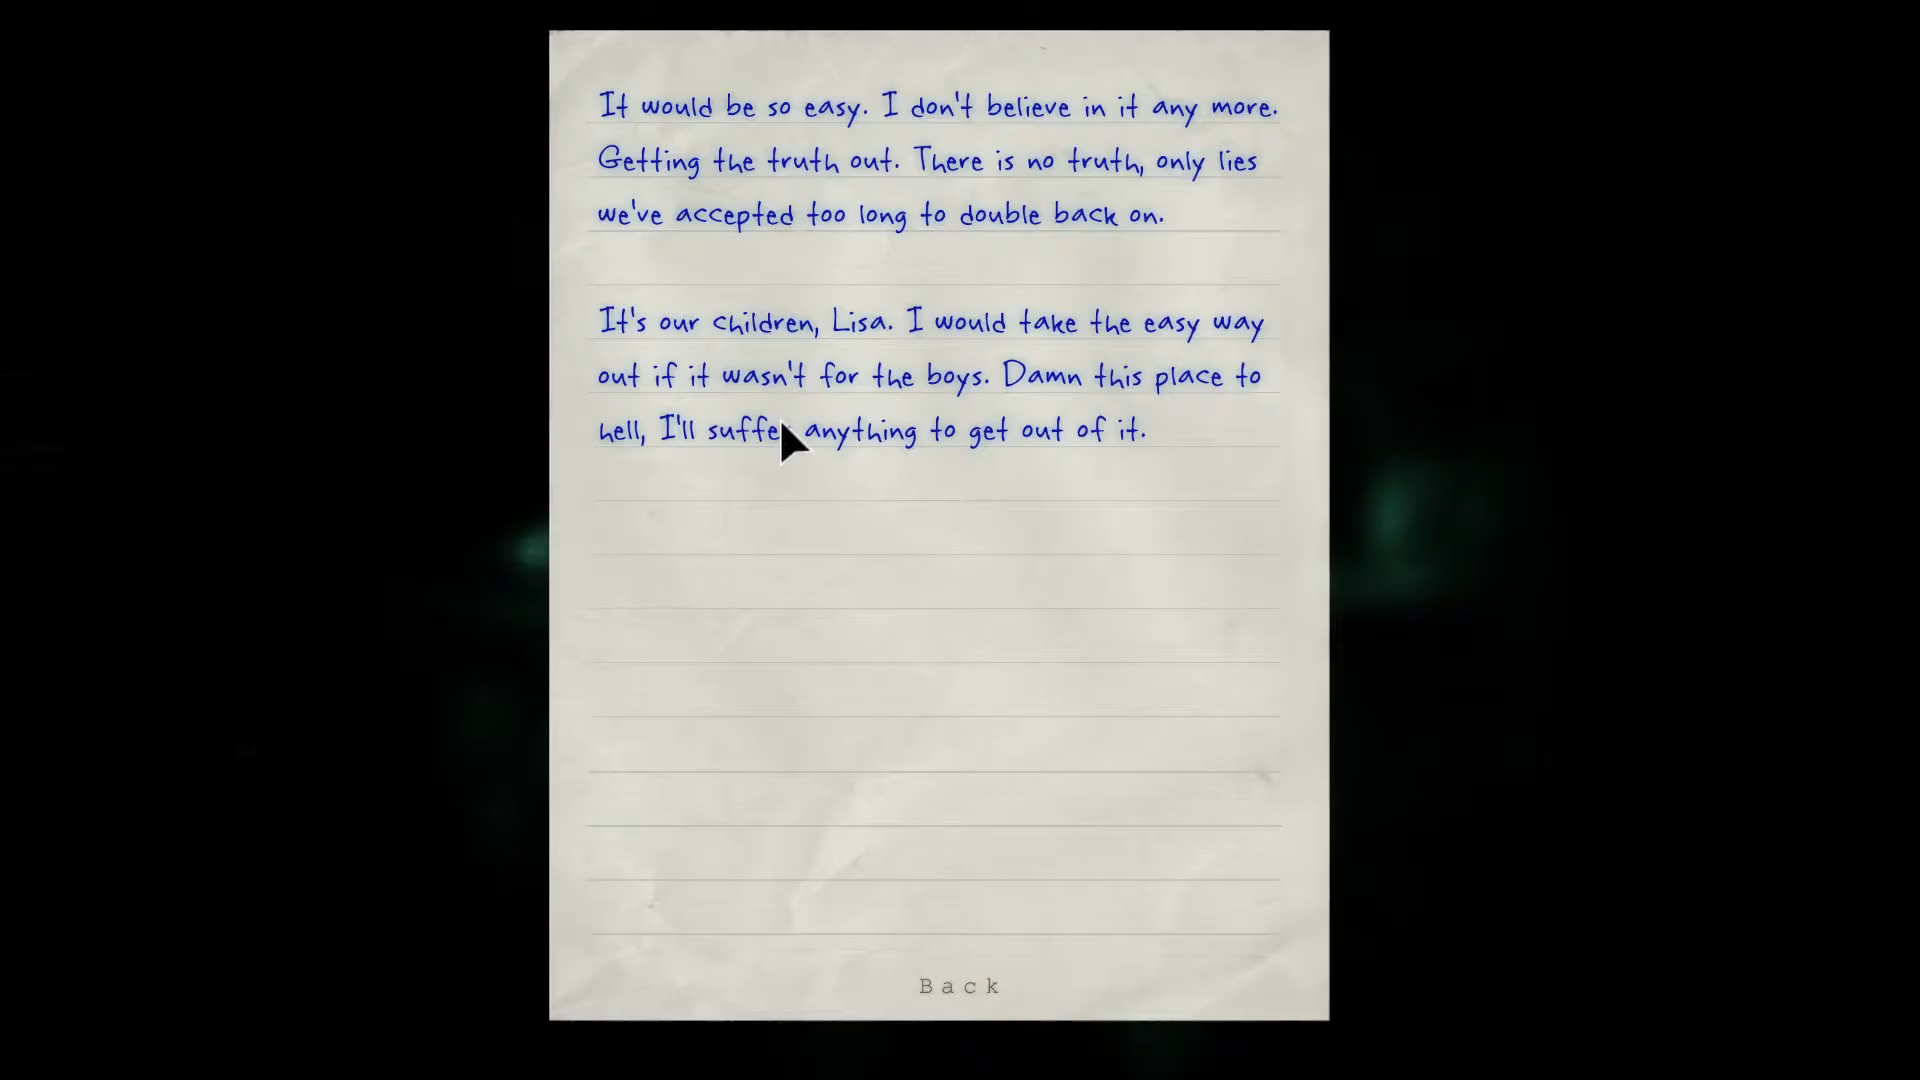 It would be so easy. I don't believe in it any more.
Getting the truth out. There is no truth, only lies
we've accepted too long to double back on.
It's our children, Lisa. I would take the easy way
out if it wasn't for the boys. Damn this place to
hell, I'll suffer anything to get out of it.
Back